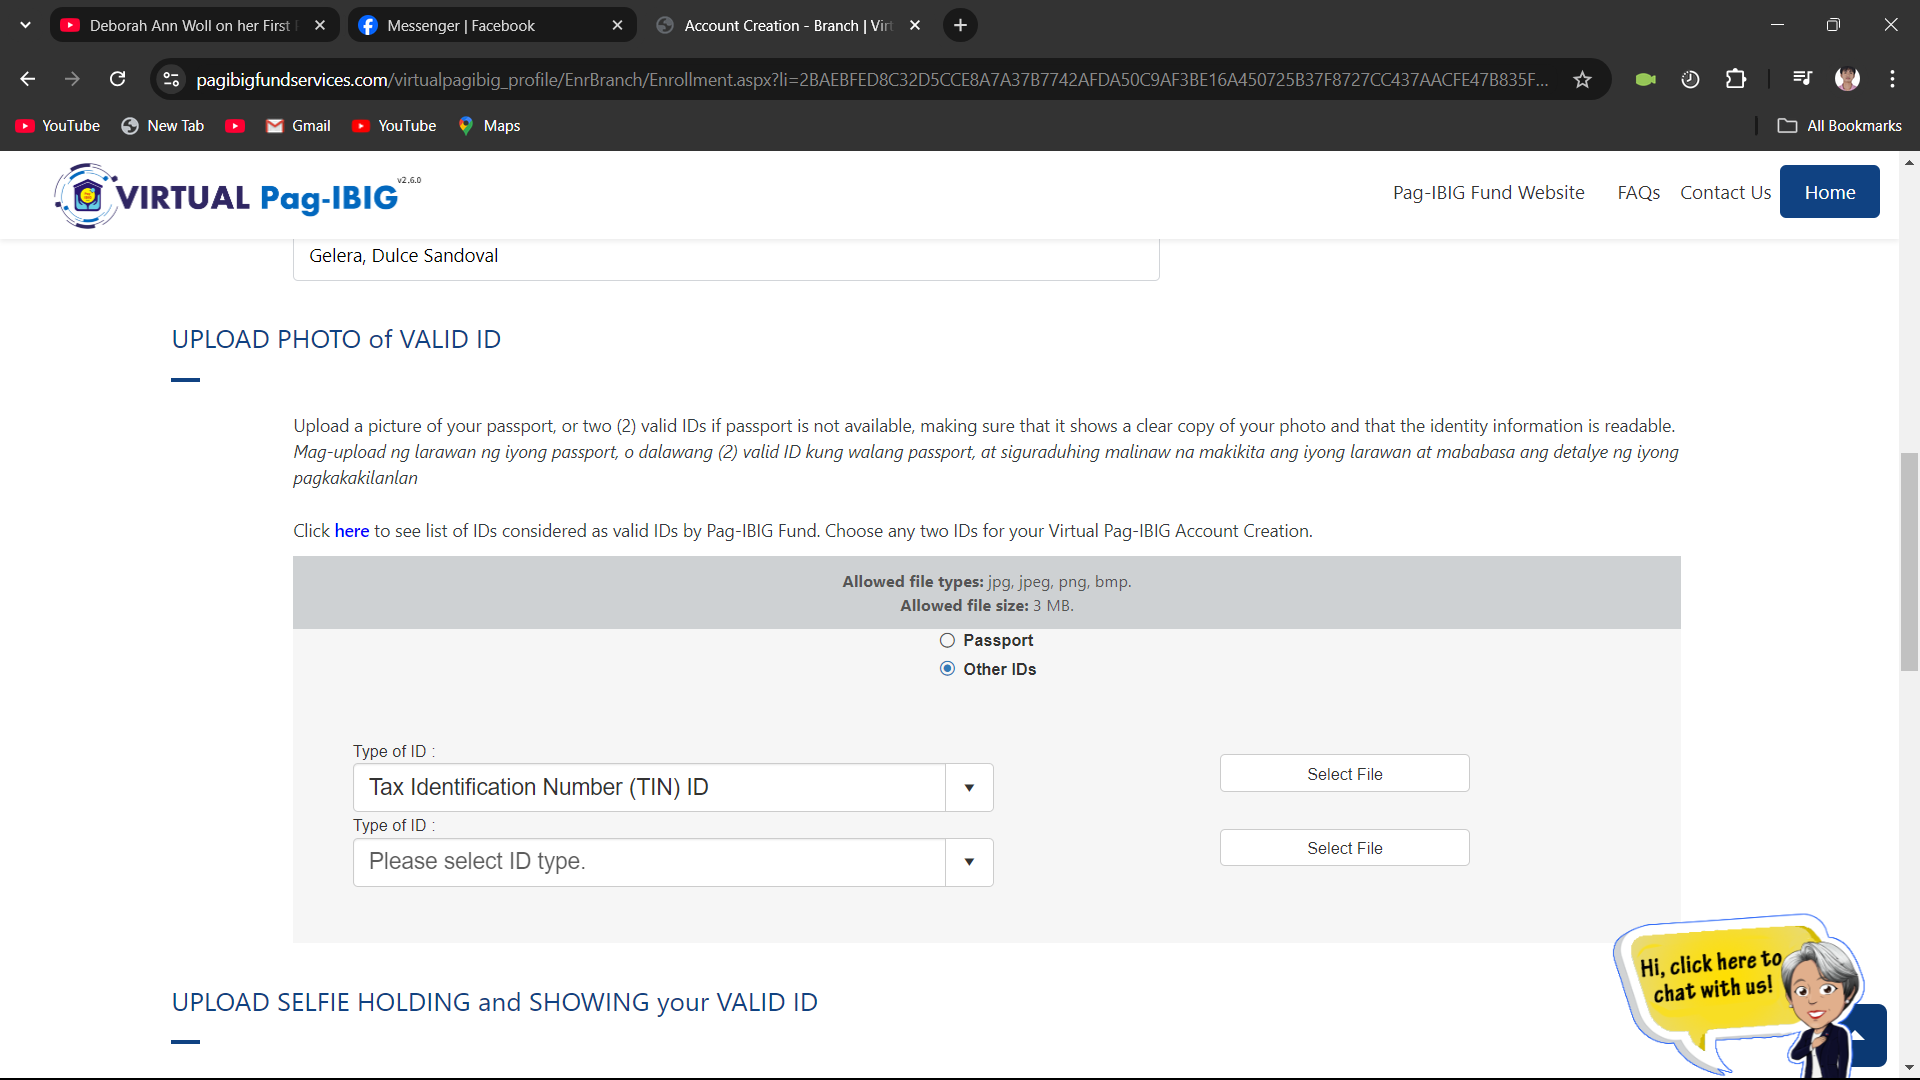 Deborah Ann Woll on her First
Messenger | Facebook
Account Creation - Branch | Virt
pagibigfundservices.com/virtualpagibig_profile/EnrBranch/Enrollment.aspx?li=2BAEBFED8C32D5CCE8A7A37B7742AFDA50C9AF3BE16A450725B37F8727CC437AACFE47B835F...
YouTube
New Tab
Gmail
YouTube
Maps
All Bookmarks
VIRTUAL Pag-IBIG
v2.6.0
Pag-IBIG Fund Website
FAQs
Contact Us
Home
Gelera, Dulce Sandoval
UPLOAD PHOTO of VALID ID
Upload a picture of your passport, or two (2) valid IDs if passport is not available, making sure that it shows a clear copy of your photo and that the identity information is readable.
Mag-upload ng larawan ng iyong passport, o dalawang (2) valid ID kung walang passport, at siguraduhing malinaw na makikita ang iyong larawan at mababasa ang detalye ng iyong
pagkakakilanlan
Click here to see list of IDs considered as valid IDs by Pag-IBIG Fund. Choose any two IDs for your Virtual Pag-IBIG Account Creation.
Allowed file types: jpg, jpeg, png, bmp.
Allowed file size: 3 MB.
Passport
Other IDs
Type of ID :
Tax Identification Number (TIN) ID
Select File
Type of ID :
Please select ID type.
Select File
Hi, click here to
chat with us!
UPLOAD SELFIE HOLDING and SHOWING your VALID ID